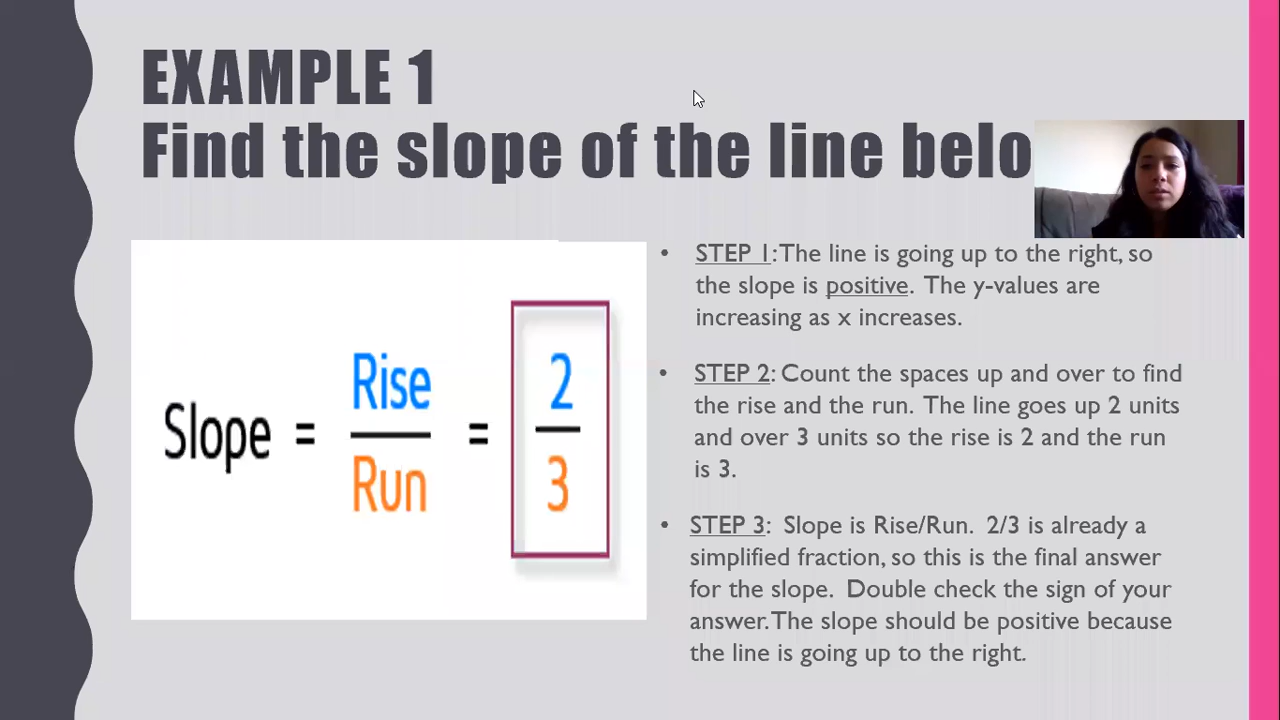 EXAMPLE 1
Find the slope of the line belo
Slope = Rise/Run = 2/3
• STEP 1: The line is going up to the right, so
the slope is positive. The y-values are
increasing as x increases.
• STEP 2: Count the spaces up and over to find
the rise and the run. The line goes up 2 units
and over 3 units so the rise is 2 and the run
is 3.
• STEP 3: Slope is Rise/Run. 2/3 is already a
simplified fraction, so this is the final answer
for the slope. Double check the sign of your
answer. The slope should be positive because
the line is going up to the right.